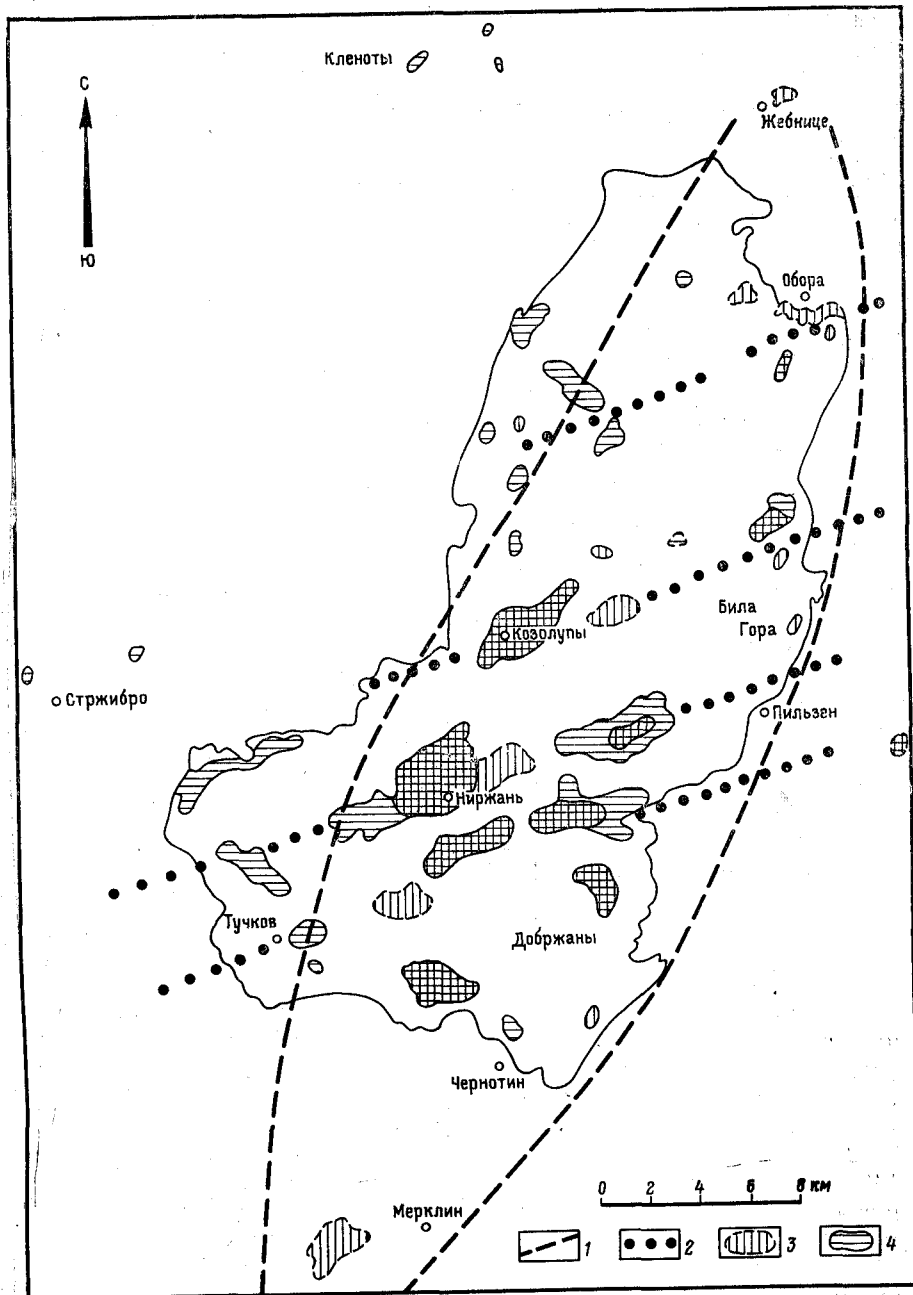 Кленоты
С
Жебнице
Ю
Обора
Козолупы
Била
Гора
Стржибро
Пильзен
Ниржань
Тучков
Добржаны
Чернотин
Мерклин
0 2 4 6 8 км
1 2 3 4